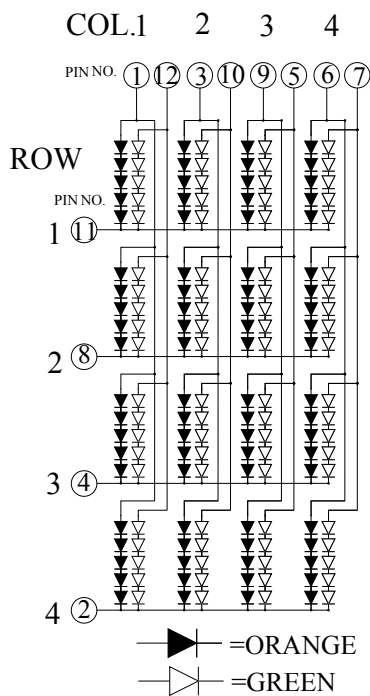 COL.1 2 3 4
PIN NO. 1 12 3 10 9 5 6 7
ROW
PIN NO.
1 11
2 8
3 4
4 2
=ORANGE
=GREEN